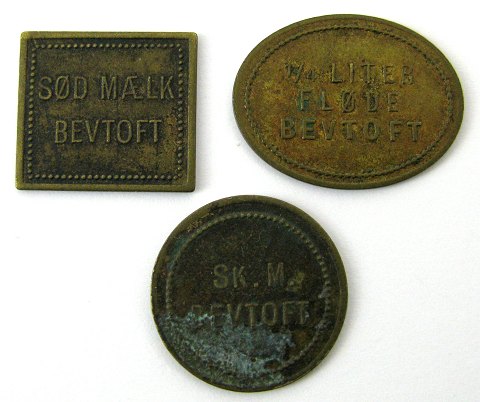 SØD MÆLK
BEVTOFT
1/4 LITER
FLØDE
BEVTOFT
SK. M.
BEVTOFT